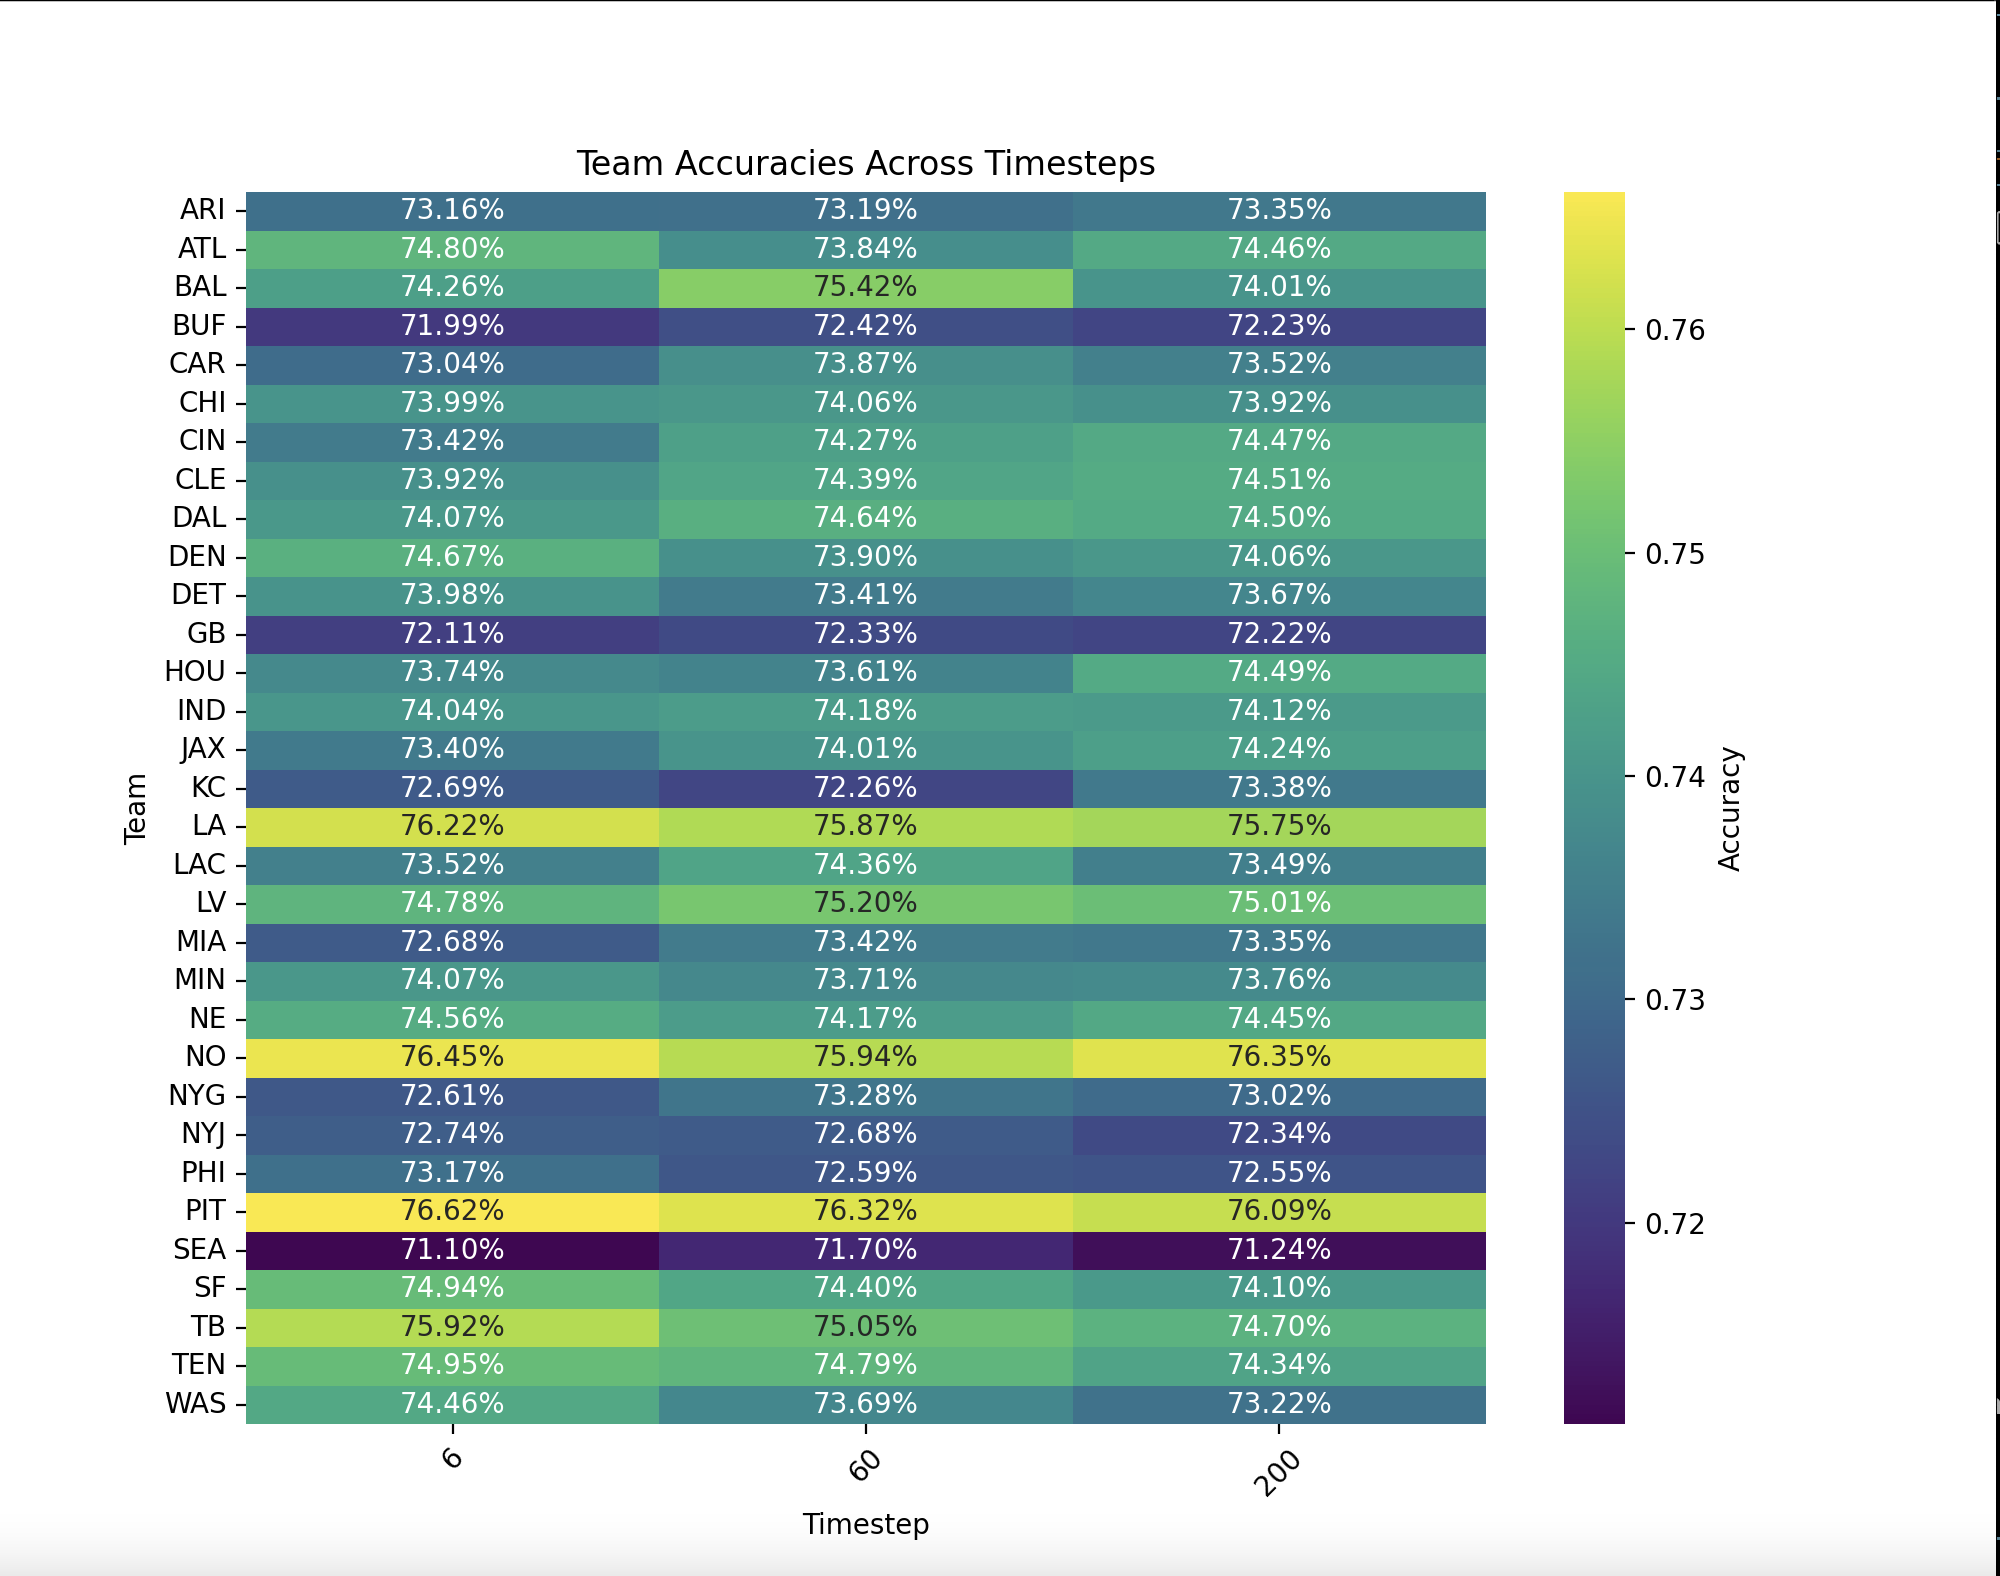 Team Accuracies Across Timesteps
ARI 73.16% 73.19% 73.35%
ATL 74.80% 73.84% 74.46%
BAL 74.26% 75.42% 74.01%
BUF 71.99% 72.42% 72.23%
CAR 73.04% 73.87% 73.52%
CHI 73.99% 74.06% 73.92%
CIN 73.42% 74.27% 74.47%
CLE 73.92% 74.39% 74.51%
DAL 74.07% 74.64% 74.50%
DEN 74.67% 73.90% 74.06%
DET 73.98% 73.41% 73.67%
GB 72.11% 72.33% 72.22%
HOU 73.74% 73.61% 74.49%
IND 74.04% 74.18% 74.12%
JAX 73.40% 74.01% 74.24%
KC 72.69% 72.26% 73.38%
LA 76.22% 75.87% 75.75%
LAC 73.52% 74.36% 73.49%
LV 74.78% 75.20% 75.01%
MIA 72.68% 73.42% 73.35%
MIN 74.07% 73.71% 73.76%
NE 74.56% 74.17% 74.45%
NO 76.45% 75.94% 76.35%
NYG 72.61% 73.28% 73.02%
NYJ 72.74% 72.68% 72.34%
PHI 73.17% 72.59% 72.55%
PIT 76.62% 76.32% 76.09%
SEA 71.10% 71.70% 71.24%
SF 74.94% 74.40% 74.10%
TB 75.92% 75.05% 74.70%
TEN 74.95% 74.79% 74.34%
WAS 74.46% 73.69% 73.22%
6 60 200
Timestep
Team
0.76
0.75
0.74
0.73
0.72
Accuracy